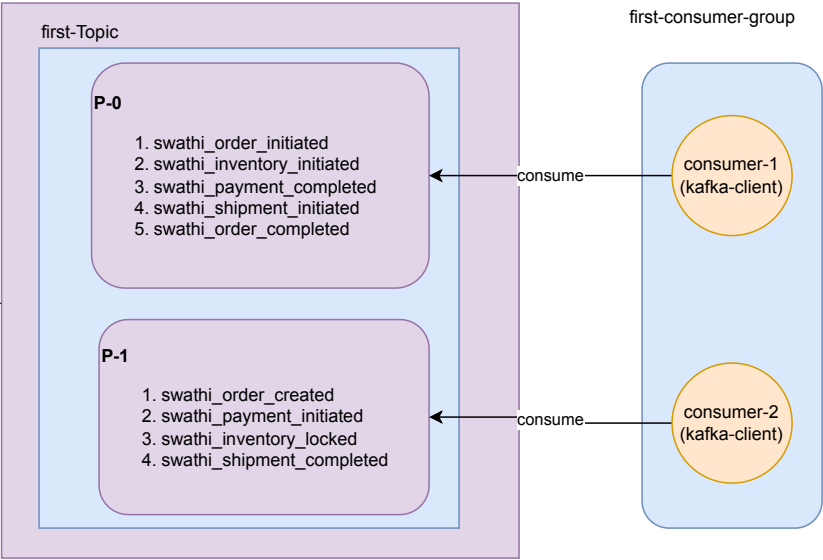 first-Topic
first-consumer-group
P-0
1. swathi_order_initiated
2. swathi_inventory_initiated
3. swathi_payment_completed
4. swathi_shipment_initiated
5. swathi_order_completed
consume
consumer-1
(kafka-client)
P-1
1. swathi_order_created
2. swathi_payment_initiated
3. swathi_inventory_locked
4. swathi_shipment_completed
consume
consumer-2
(kafka-client)